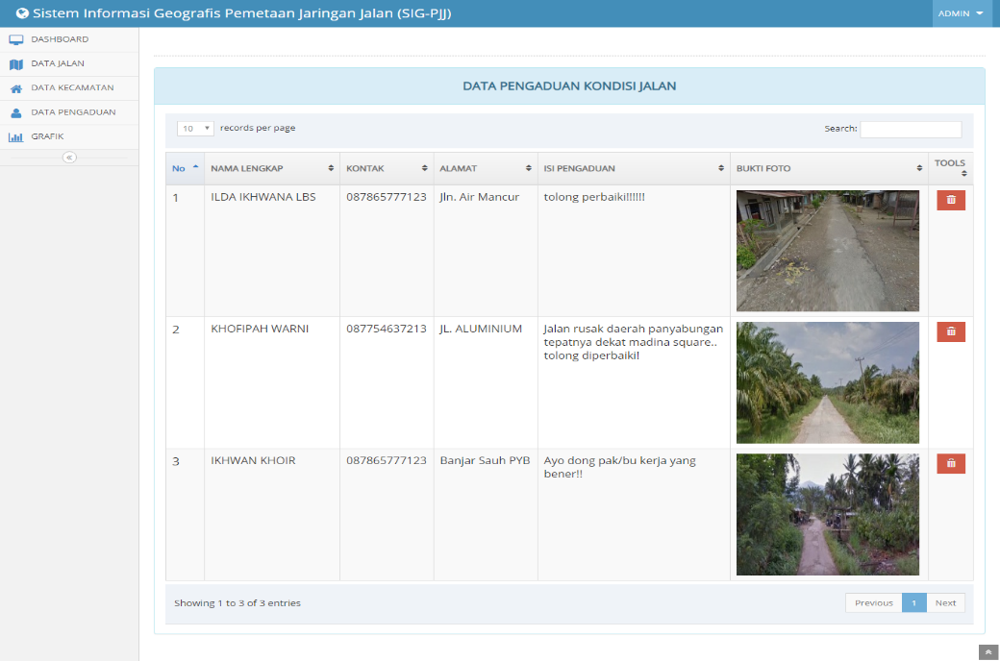 Sistem Informasi Geografis Pemetaan Jaringan Jalan (SIG-PJJ)
ADMIN
DASHBOARD
DATA JALAN
DATA KECAMATAN
DATA PENGADUAN
GRAFIK
DATA PENGADUAN KONDISI JALAN
10 records per page
Search:
No NAMA LENGKAP KONTAK ALAMAT ISI PENGADUAN BUKTI FOTO TOOLS
1 ILDA IKHWANA LBS 087865777123 Jln. Air Mancur tolong perbaiki!!!!!!
2 KHOFIPAH WARNI 087754637213 JL. ALUMINIUM Jalan rusak daerah panyabungan
tepatnya dekat madina square..
tolong diperbaiki!
3 IKHWAN KHOIR 087865777123 Banjar Sauh PYB Ayo dong pak/bu kerja yang
bener!!
Showing 1 to 3 of 3 entries
Previous 1 Next